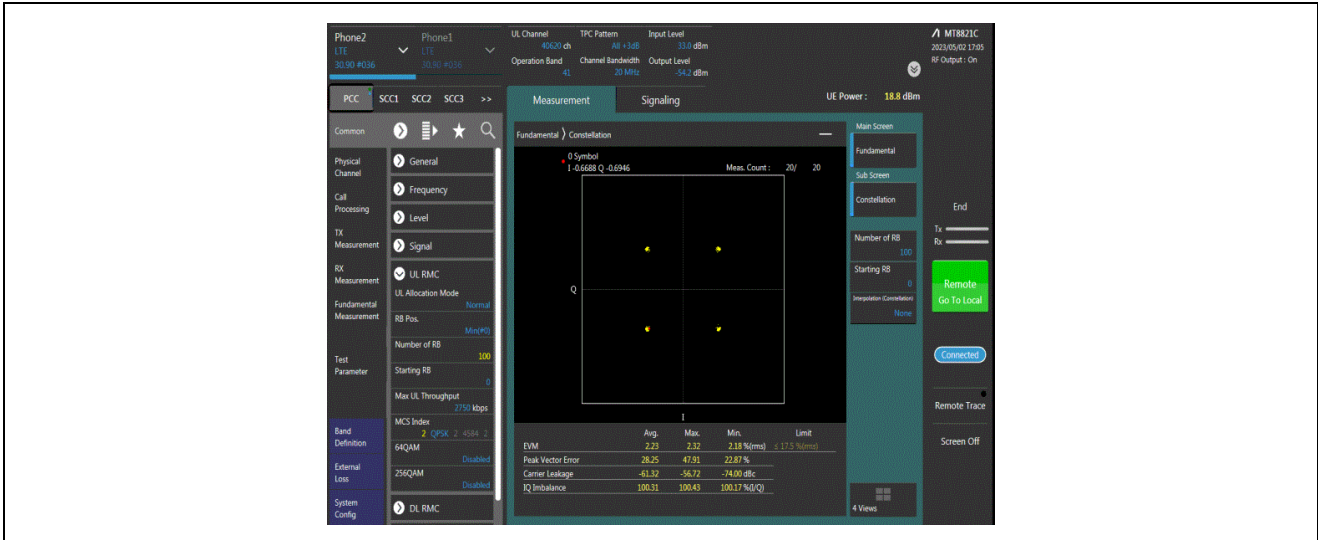 Phone2
LTE
30.90 #036
Phone1
LTE
30.90 #036
UL Channel
40620 ch
TPC Pattern
All +3dB
Input Level
33.0 dBm
Operation Band
41
Channel Bandwidth
20 MHz
Output Level
-54.2 dBm
MT8821C
2023/05/02 17:05
RF Output : On
PCC SCC1 SCC2 SCC3 >>
Measurement Signaling
UE Power : 18.8 dBm
Common
Physical
Channel
Call
Processing
TX
Measurement
RX
Measurement
Fundamental
Measurement
Test
Parameter
Band
Definition
External
Loss
System
Config
General
Frequency
Level
Signal
UL RMC
UL Allocation Mode
Normal
RB Pos.
Min(#0)
Number of RB
100
Starting RB
0
Max UL Throughput
2750 kbps
MCS Index
2 QPSK 2 4584 2
64QAM
Disabled
256QAM
Disabled
DL RMC
Fundamental 〉 Constellation
0 Symbol
I -0.6688 Q -0.6946
Meas. Count : 20/ 20
Q
I
Avg. Max. Min. Limit
EVM 2.23 2.32 2.18 %(rms) ≤ 17.5 %(rms)
Peak Vector Error 28.25 47.91 22.87 %
Carrier Leakage -61.32 -56.72 -74.00 dBc
IQ Imbalance 100.31 100.43 100.17 %(I/Q)
Main Screen
Fundamental
Sub Screen
Constellation
Number of RB
100
Starting RB
0
Interpolation (Constellation)
None
4 Views
End
Tx
Rx
Remote
Go To Local
Connected
Remote Trace
Screen Off